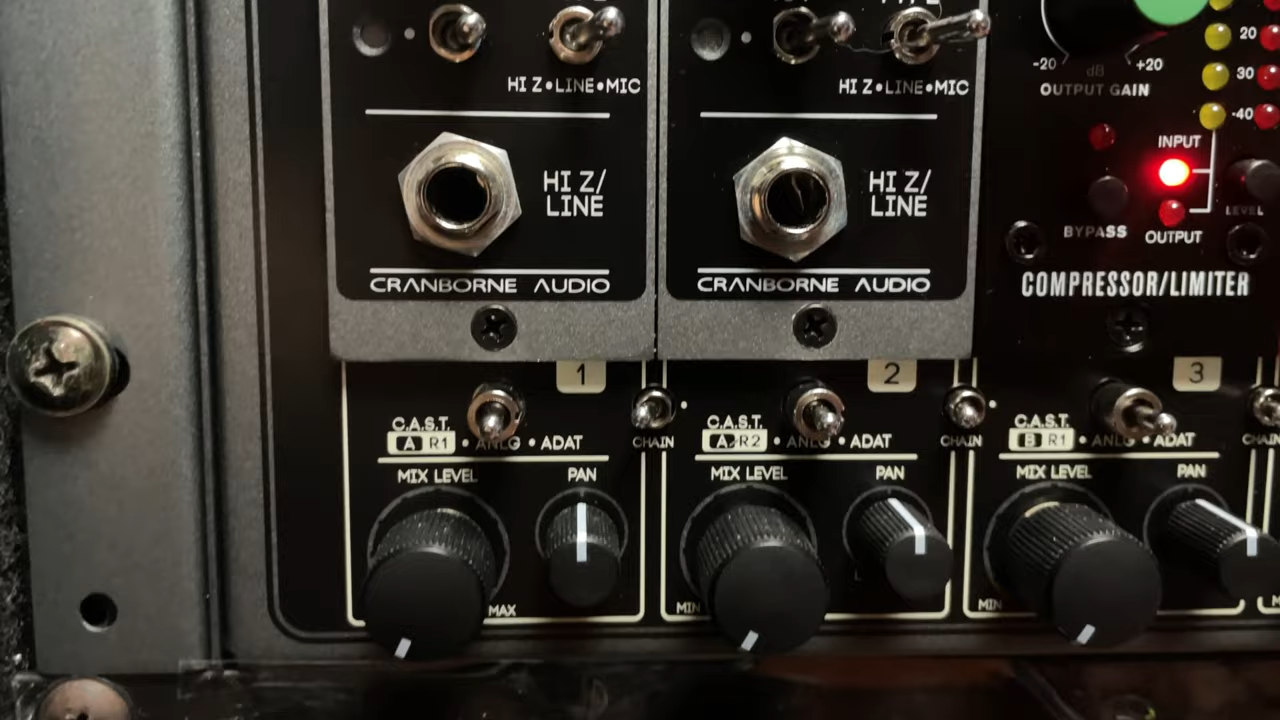 HI Z•LINE•MIC
HI Z/
LINE
CRANBORNE AUDIO
HI Z•LINE•MIC
HI Z/
LINE
CRANBORNE AUDIO
-20 dB +20
OUTPUT GAIN
20
30
-40
INPUT
BYPASS
OUTPUT
LEVEL
COMPRESSOR/LIMITER
1
C.A.S.T.
A R1 • ANLG • ADAT
MIX LEVEL
PAN
MAX
CHAIN
2
C.A.S.T.
A R2 • ANLG • ADAT
MIX LEVEL
PAN
MIN
L
CHAIN
3
C.A.S.T.
B R1 • ANLG • ADAT
MIX LEVEL
PAN
MIN